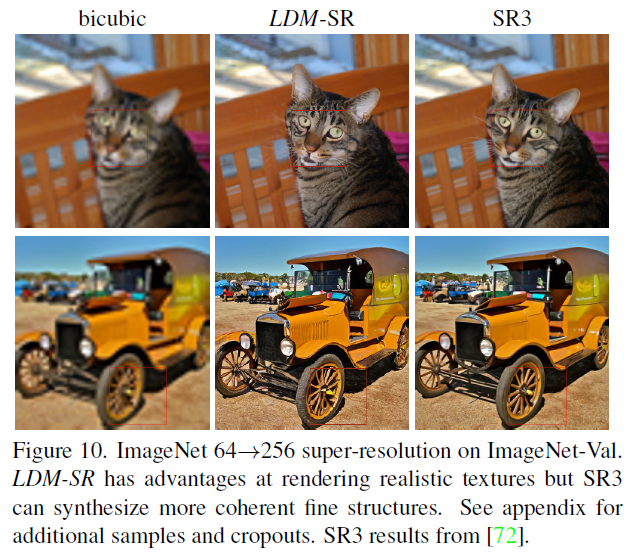 bicubic LDM-SR SR3
Figure 10. ImageNet 64→256 super-resolution on ImageNet-Val.
LDM-SR has advantages at rendering realistic textures but SR3
can synthesize more coherent fine structures. See appendix for
additional samples and cropouts. SR3 results from [72].